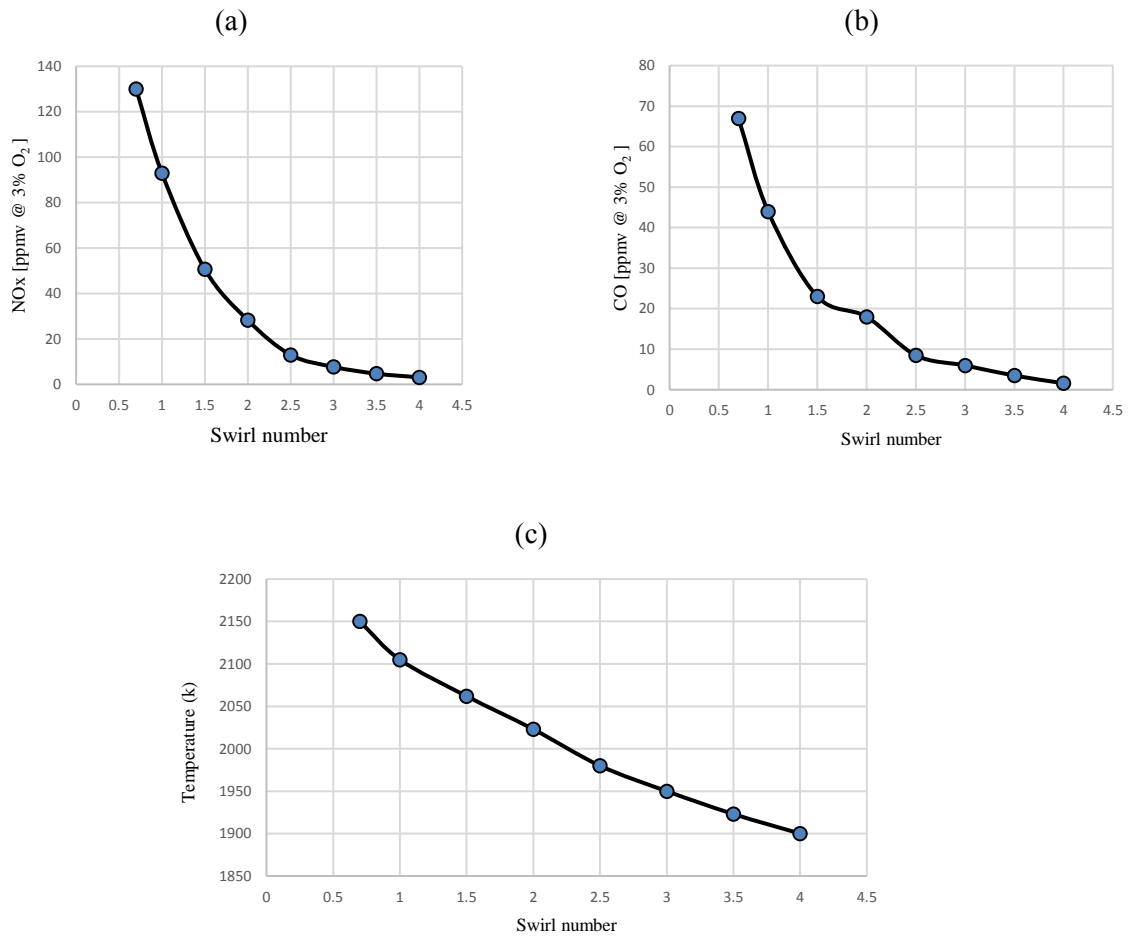 (a)
NOx [ppmv @ 3% O₂ ]
140
120
100
80
60
40
20
0
0 0.5 1 1.5 2 2.5 3 3.5 4 4.5
Swirl number
(b)
CO [ppmv @ 3% O₂ ]
80
70
60
50
40
30
20
10
0
0 0.5 1 1.5 2 2.5 3 3.5 4 4.5
Swirl number
(c)
Temperature (k)
2200
2150
2100
2050
2000
1950
1900
1850
0 0.5 1 1.5 2 2.5 3 3.5 4 4.5
Swirl number